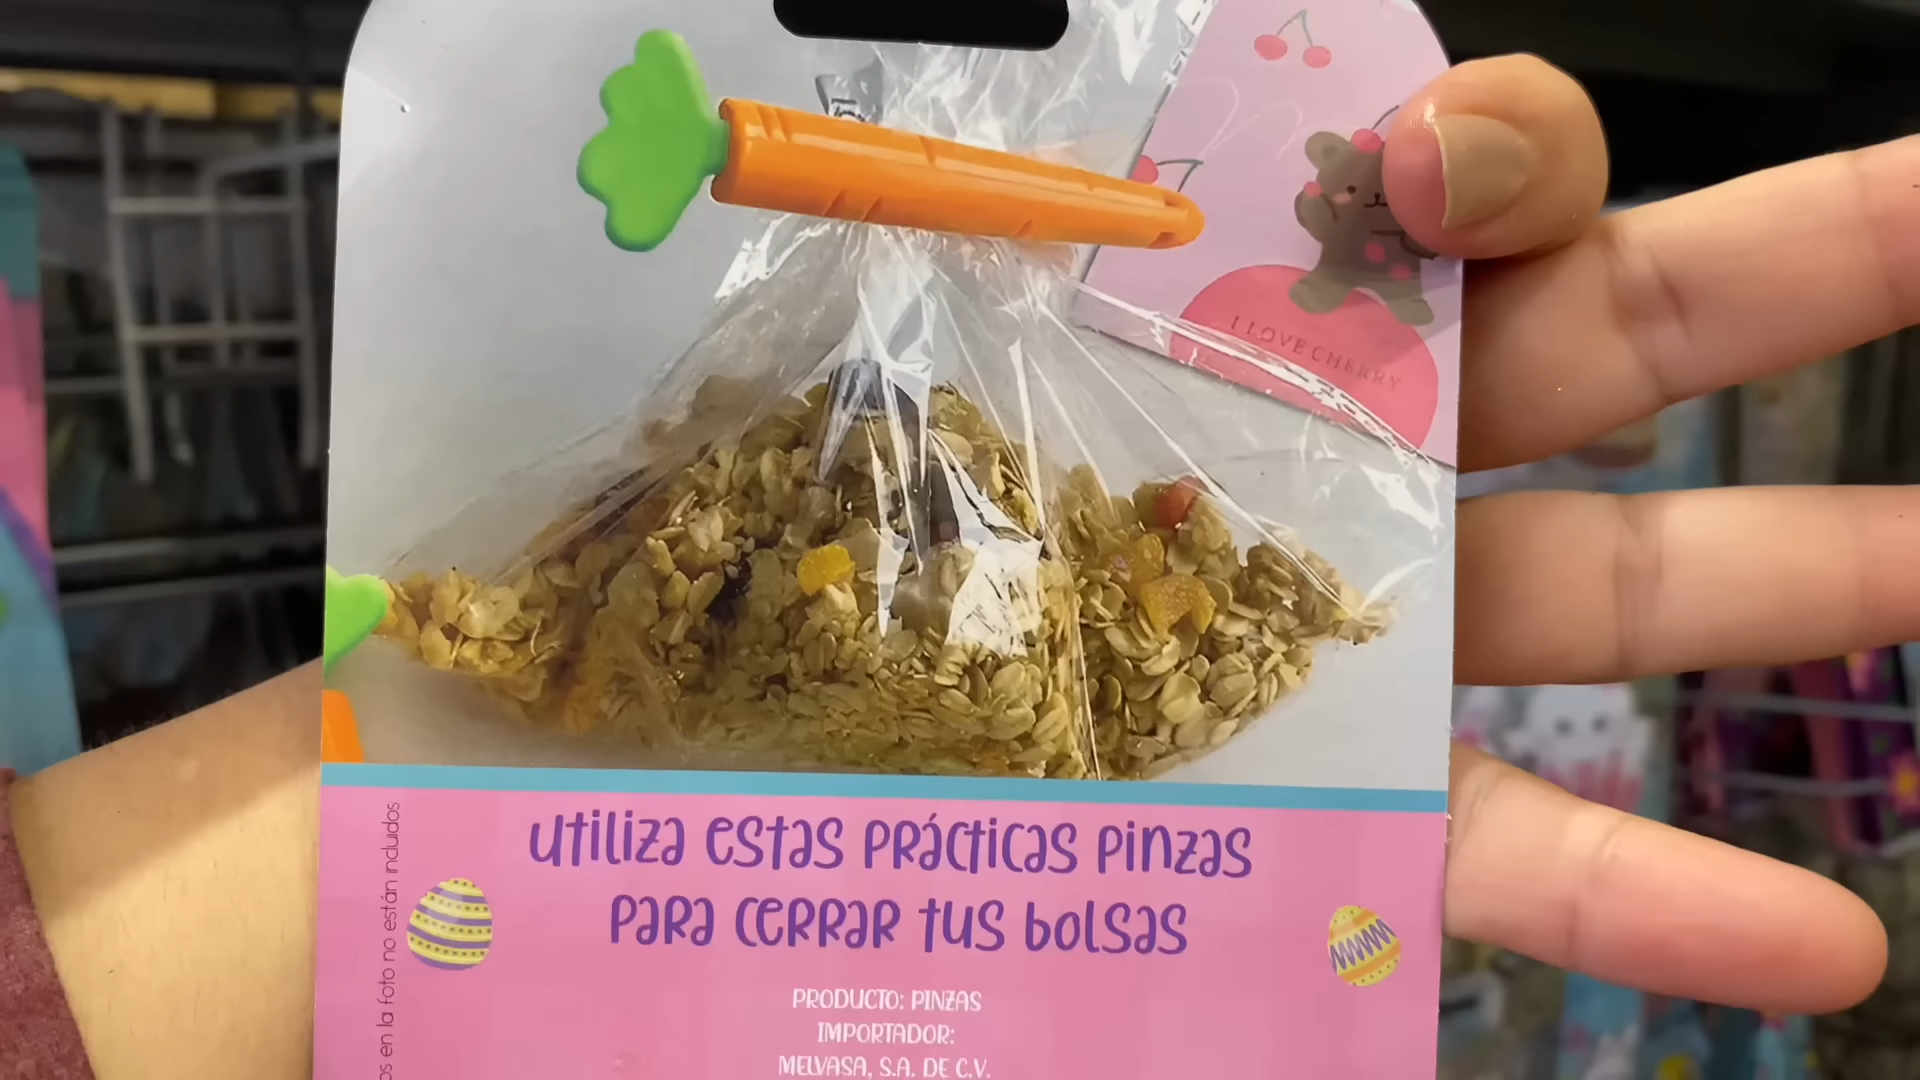 I LOVE CHERRY
utiliza estas prácticas pinzas
para cerrar tus bolsas
en la foto no están incluidos
PRODUCTO: PINZAS
IMPORTADOR:
MELVASA, S.A. DE C.V.